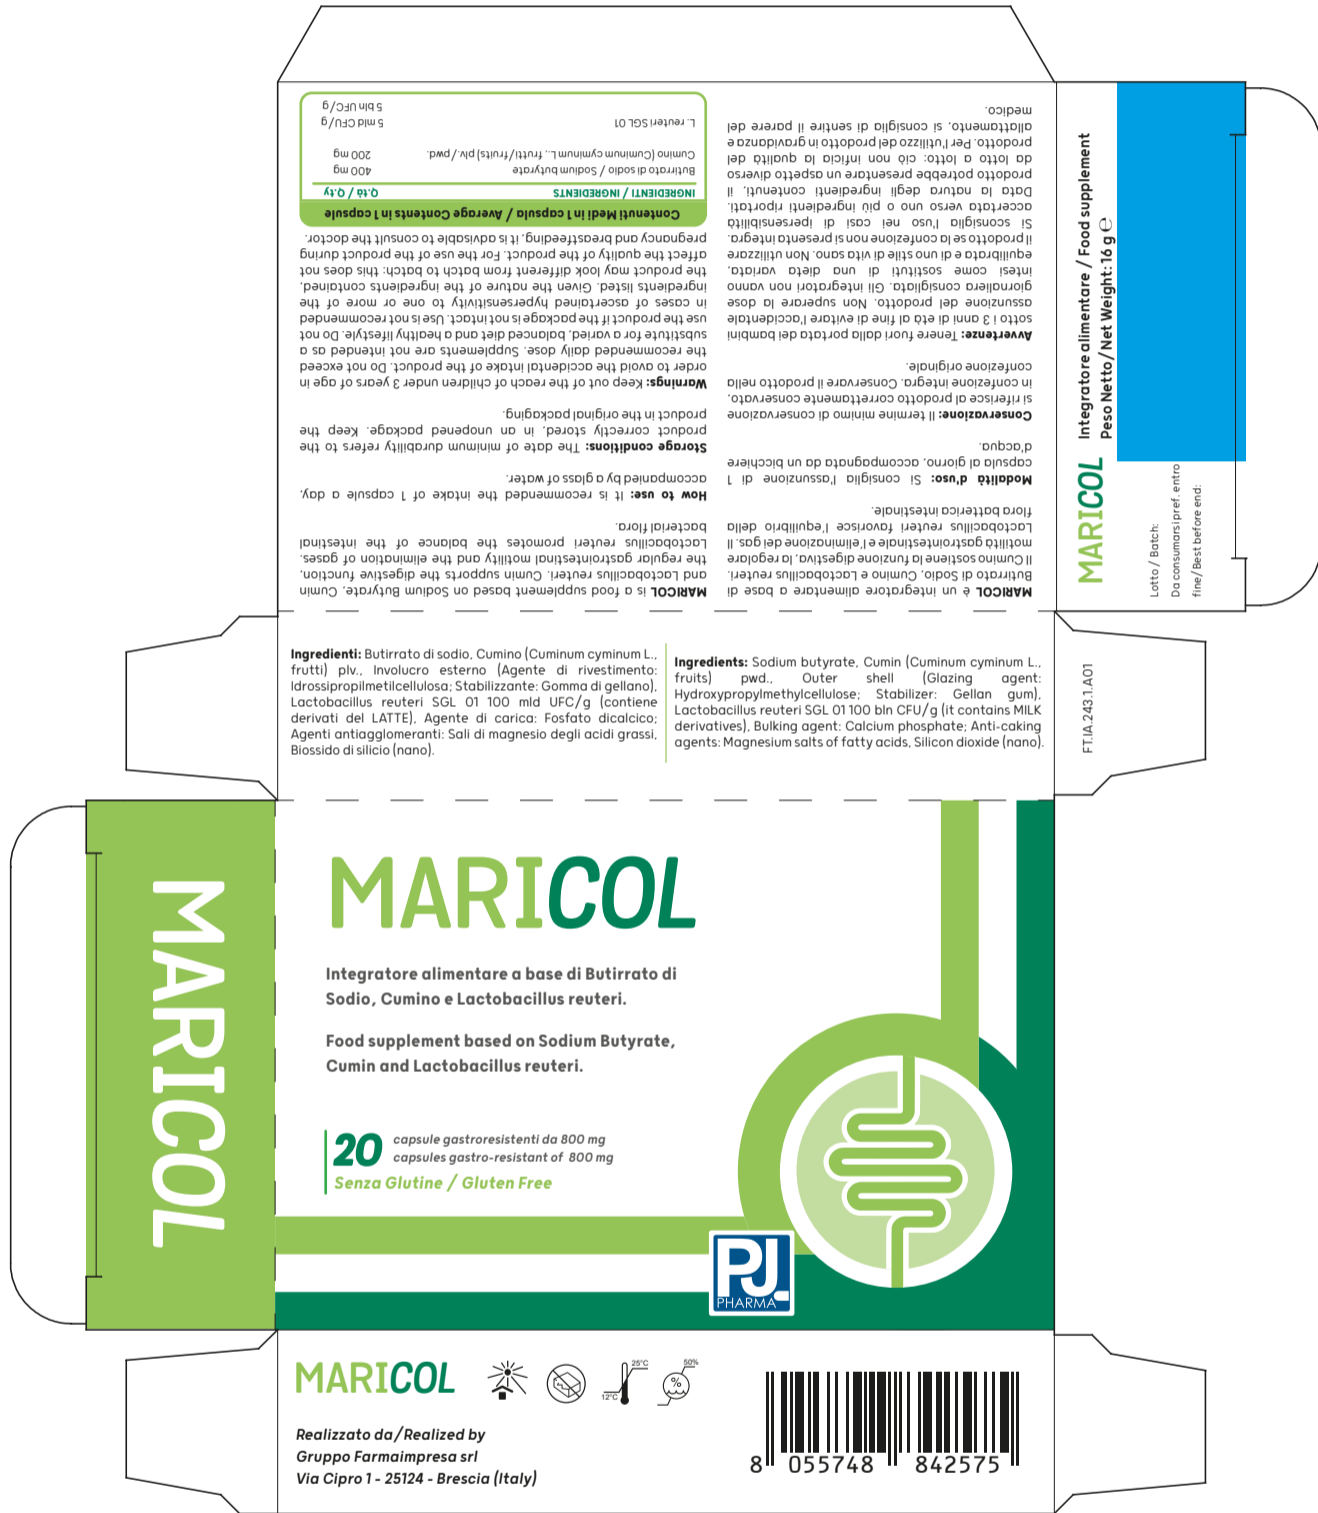 MARICOL è un integratore alimentare a base di
Butirrato di Sodio, Cumino e Lactobacillus reuteri.
Il Cumino sostiene la funzione digestiva, la regolare
motilità gastrointestinale e l'eliminazione dei gas. Il
Lactobacillus reuteri favorisce l'equilibrio della
flora batterica intestinale.
Modalità d'uso: Si consiglia l'assunzione di 1
capsula al giorno, accompagnata da un bicchiere
d'acqua.
Conservazione: Il termine minimo di conservazione
si riferisce al prodotto correttamente conservato,
in confezione integra. Conservare il prodotto nella
confezione originale.
Avvertenze: Tenere fuori dalla portata dei bambini
sotto i 3 anni di età al fine di evitare l'accidentale
assunzione del prodotto. Non superare la dose
giornaliera consigliata. Gli integratori non vanno
intesi come sostituti di una dieta variata,
equilibrata e di uno stile di vita sano. Non utilizzare
il prodotto se la confezione non si presenta integra.
Si sconsiglia l'uso nei casi di ipersensibilità
accertata verso uno o più ingredienti riportati.
Data la natura degli ingredienti contenuti, il
prodotto potrebbe presentare un aspetto diverso
da lotto a lotto: ciò non inficia la qualità del
prodotto. Per l'utilizzo del prodotto in gravidanza e
allattamento, si consiglia di sentire il parere del
medico.
MARICOL is a food supplement based on Sodium Butyrate, Cumin
and Lactobacillus reuteri. Cumin supports the digestive function,
the regular gastrointestinal motility and the elimination of gases.
Lactobacillus reuteri promotes the balance of the intestinal
bacterial flora.
How to use: It is recommended the intake of 1 capsule a day,
accompanied by a glass of water.
Storage conditions: The date of minimum durability refers to the
product correctly stored, in an unopened package. Keep the
product in the original packaging.
Warnings: Keep out of the reach of children under 3 years of age in
order to avoid the accidental intake of the product. Do not exceed
the recommended daily dose. Supplements are not intended as a
substitute for a varied, balanced diet and a healthy lifestyle. Do not
use the product if the package is not intact. Use is not recommended
in cases of ascertained hypersensitivity to one or more of the
ingredients listed. Given the nature of the ingredients contained,
the product may look different from batch to batch: this does not
affect the quality of the product. For the use of the product during
pregnancy and breastfeeding, it is advisable to consult the doctor.
Contenuti Medi in 1 capsula / Average Contents in 1 capsule
INGREDIENTI / INGREDIENTS Q.tà / Q.ty
Butirrato di sodio / Sodium butyrate 400 mg
Cumino (Cuminum cyminum L., frutti/fruits) plv./pwd. 200 mg
L. reuteri SGL 01 5 mld CFU/g
5 bln UFC/g
MARICOL Integratore alimentare / Food supplement
Peso Netto/Net Weight: 16 g ℮
Lotto / Batch:
Da consumarsi pref. entro
fine/Best before end:
Ingredienti: Butirrato di sodio, Cumino (Cuminum cyminum L.,
frutti) plv., Involucro esterno (Agente di rivestimento:
Idrossipropilmetilcellulosa; Stabilizzante: Gomma di gellano),
Lactobacillus reuteri SGL 01 100 mld UFC/g (contiene
derivati del LATTE), Agente di carica: Fosfato dicalcico;
Agenti antiagglomeranti: Sali di magnesio degli acidi grassi,
Biossido di silicio (nano).
Ingredients: Sodium butyrate, Cumin (Cuminum cyminum L.,
fruits) pwd., Outer shell (Glazing agent:
Hydroxypropylmethylcellulose; Stabilizer: Gellan gum),
Lactobacillus reuteri SGL 01 100 bln CFU/g (it contains MILK
derivatives), Bulking agent: Calcium phosphate; Anti-caking
agents: Magnesium salts of fatty acids, Silicon dioxide (nano).
FT.IA.243.1.A01
MARICOL
MARICOL
Integratore alimentare a base di Butirrato di
Sodio, Cumino e Lactobacillus reuteri.
Food supplement based on Sodium Butyrate,
Cumin and Lactobacillus reuteri.
20 capsule gastroresistenti da 800 mg
capsules gastro-resistant of 800 mg
Senza Glutine / Gluten Free
PJ
PHARMA
MARICOL
12°C 25°C
50%
%
Realizzato da/Realized by
Gruppo Farmaimpresa srl
Via Cipro 1 - 25124 - Brescia (Italy)
8 055748 842575